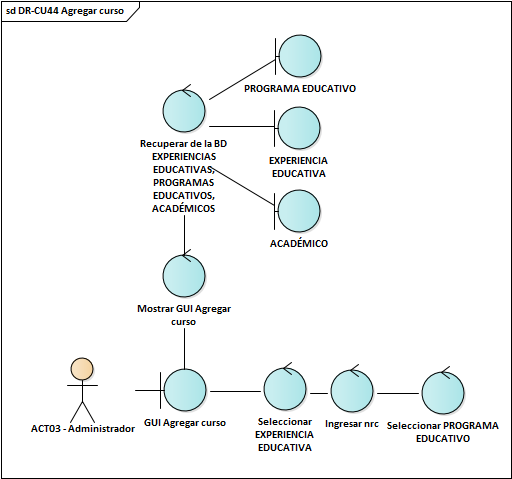 sd DR-CU44 Agregar curso
PROGRAMA EDUCATIVO
Recuperar de la BD
EXPERIENCIAS
EDUCATIVAS,
PROGRAMAS
EDUCATIVOS,
ACADÉMICOS
EXPERIENCIA
EDUCATIVA
ACADÉMICO
Mostrar GUI Agregar
curso
ACT03 - Administrador
GUI Agregar curso
Seleccionar
EXPERIENCIA
EDUCATIVA
Ingresar nrc
Seleccionar PROGRAMA
EDUCATIVO